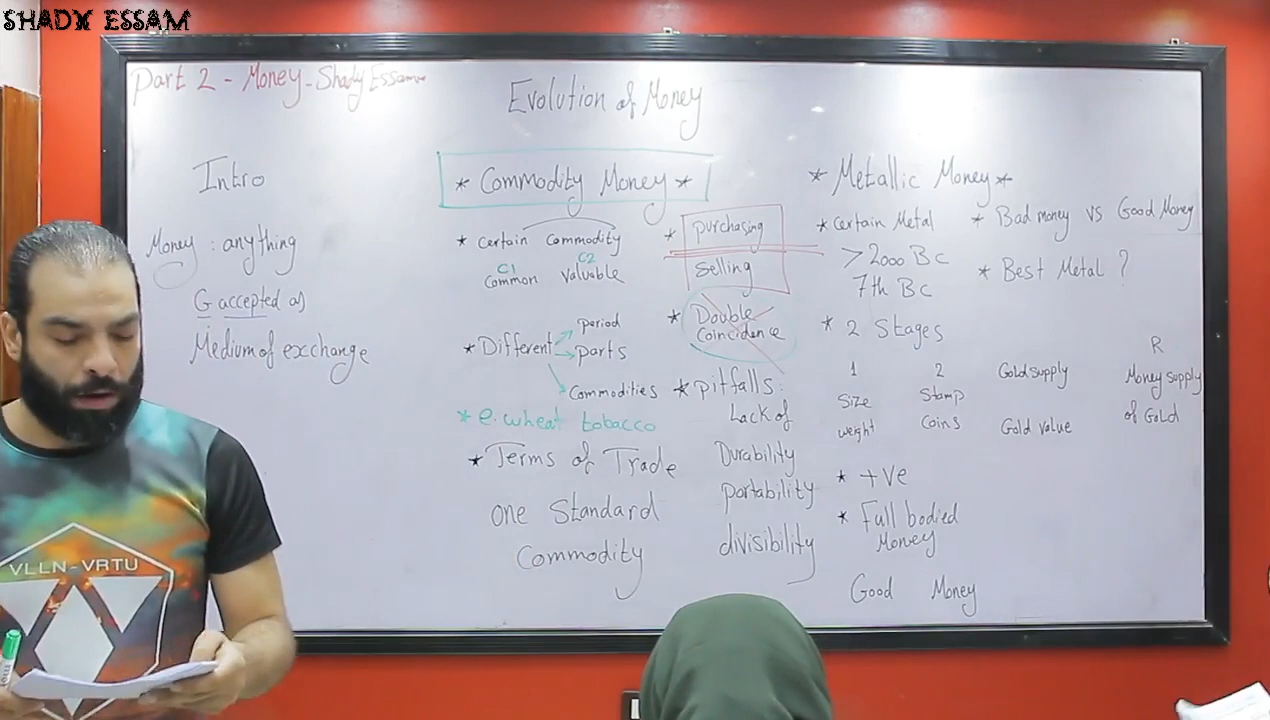 SHADY ESSAM
Part 2 - Money - Shady Essam
Evolution of Money
Intro
Money : anything
G accepted as
Medium of exchange
* Commodity Money *
* Certain Commodity
C1 C2
Common Valuable
* Different
period
parts
Commodities
* e. wheat tobacco
* Terms of Trade
one Standard
Commodity
* purchasing
Selling
* Double
Coincidence
* pitfalls:
Lack of
Durability
portability
divisibility
* Metallic Money *
* Certain Metal
> 2000 BC
7th BC
* 2 Stages
1 2
Size Stamp
weight Coins
* +ve
* Full bodied
Money
Good Money
* Bad money VS Good Money
* Best Metal ?
Gold supply
Gold value
R
Money supply
of Gold
VLLN-VRTU